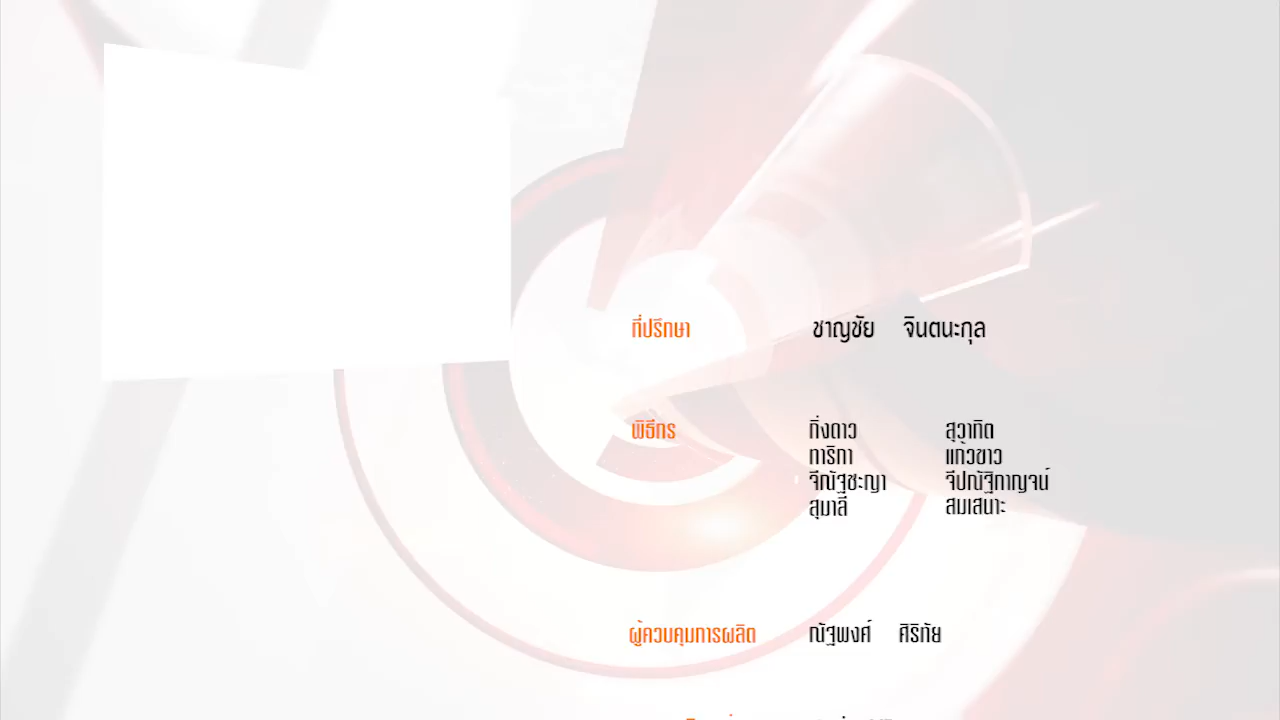 ที่ปรึกษา ชาญชัย จินตนะกุล
พิธีกร กิ่งดาว สุวากิต
การิกา แก้วขาว
จีณัฐชะญา จีปณัฐิกาญจน์
สุมาลี สมเสนาะ
ผู้ควบคุมการผลิต ณัฐพงศ์ ศิริภัย